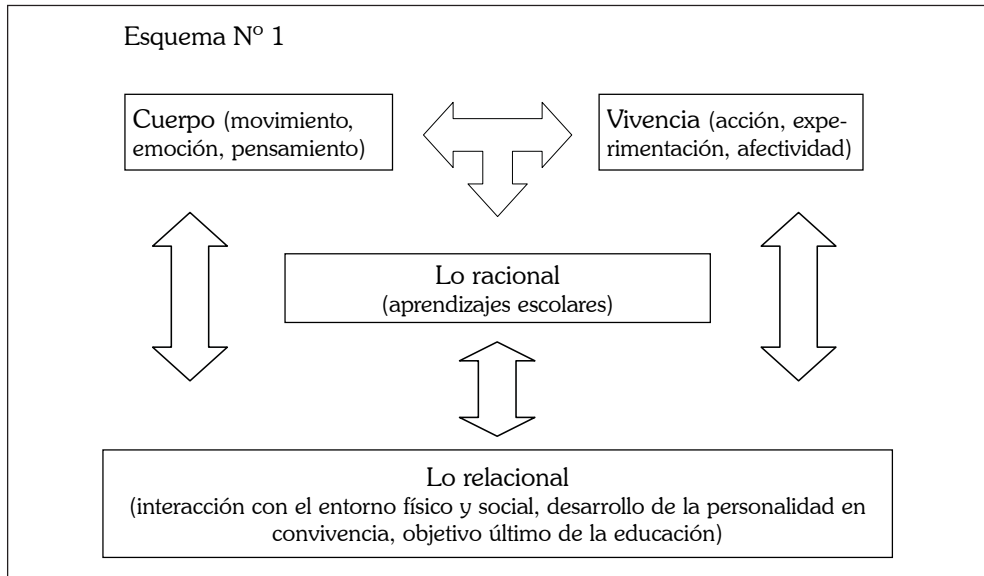 Esquema Nº 1
Cuerpo (movimiento,
emoción, pensamiento)
Vivencia (acción, expe-
rimentación, afectividad)
Lo racional
(aprendizajes escolares)
Lo relacional
(interacción con el entorno físico y social, desarrollo de la personalidad en
convivencia, objetivo último de la educación)